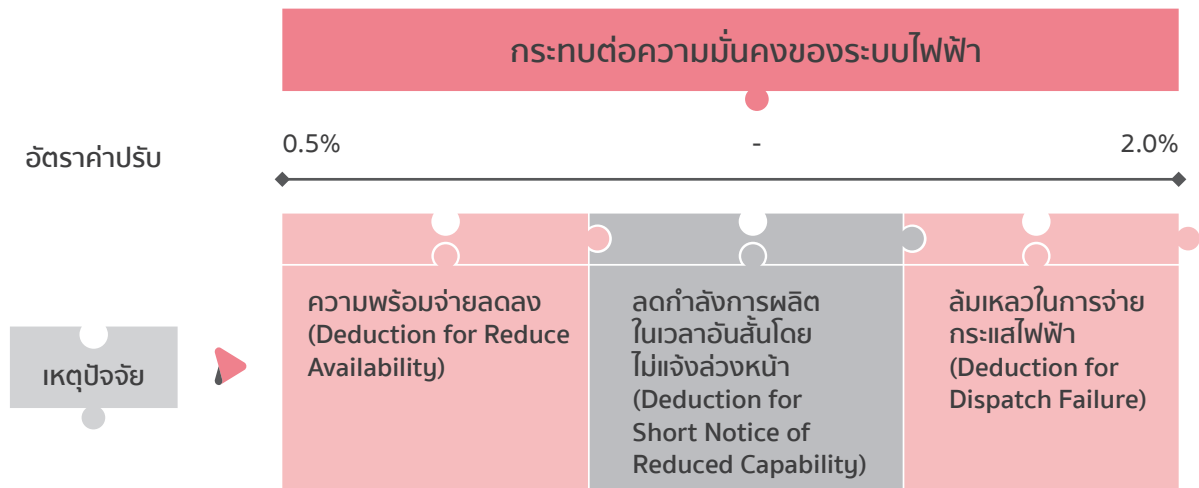 กระทบต่อความมั่นคงของระบบไฟฟ้า
อัตราค่าปรับ
0.5% - 2.0%
เหตุปัจจัย
ความพร้อมจ่ายลดลง
(Deduction for Reduce
Availability)
ลดกำลังการผลิต
ในเวลาอันสั้นโดย
ไม่แจ้งล่วงหน้า
(Deduction for
Short Notice of
Reduced Capability)
ล้มเหลวในการจ่าย
กระแสไฟฟ้า
(Deduction for
Dispatch Failure)